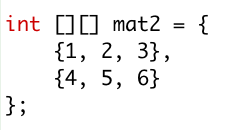 int [][] mat2 = {
    {1, 2, 3},
    {4, 5, 6}
};